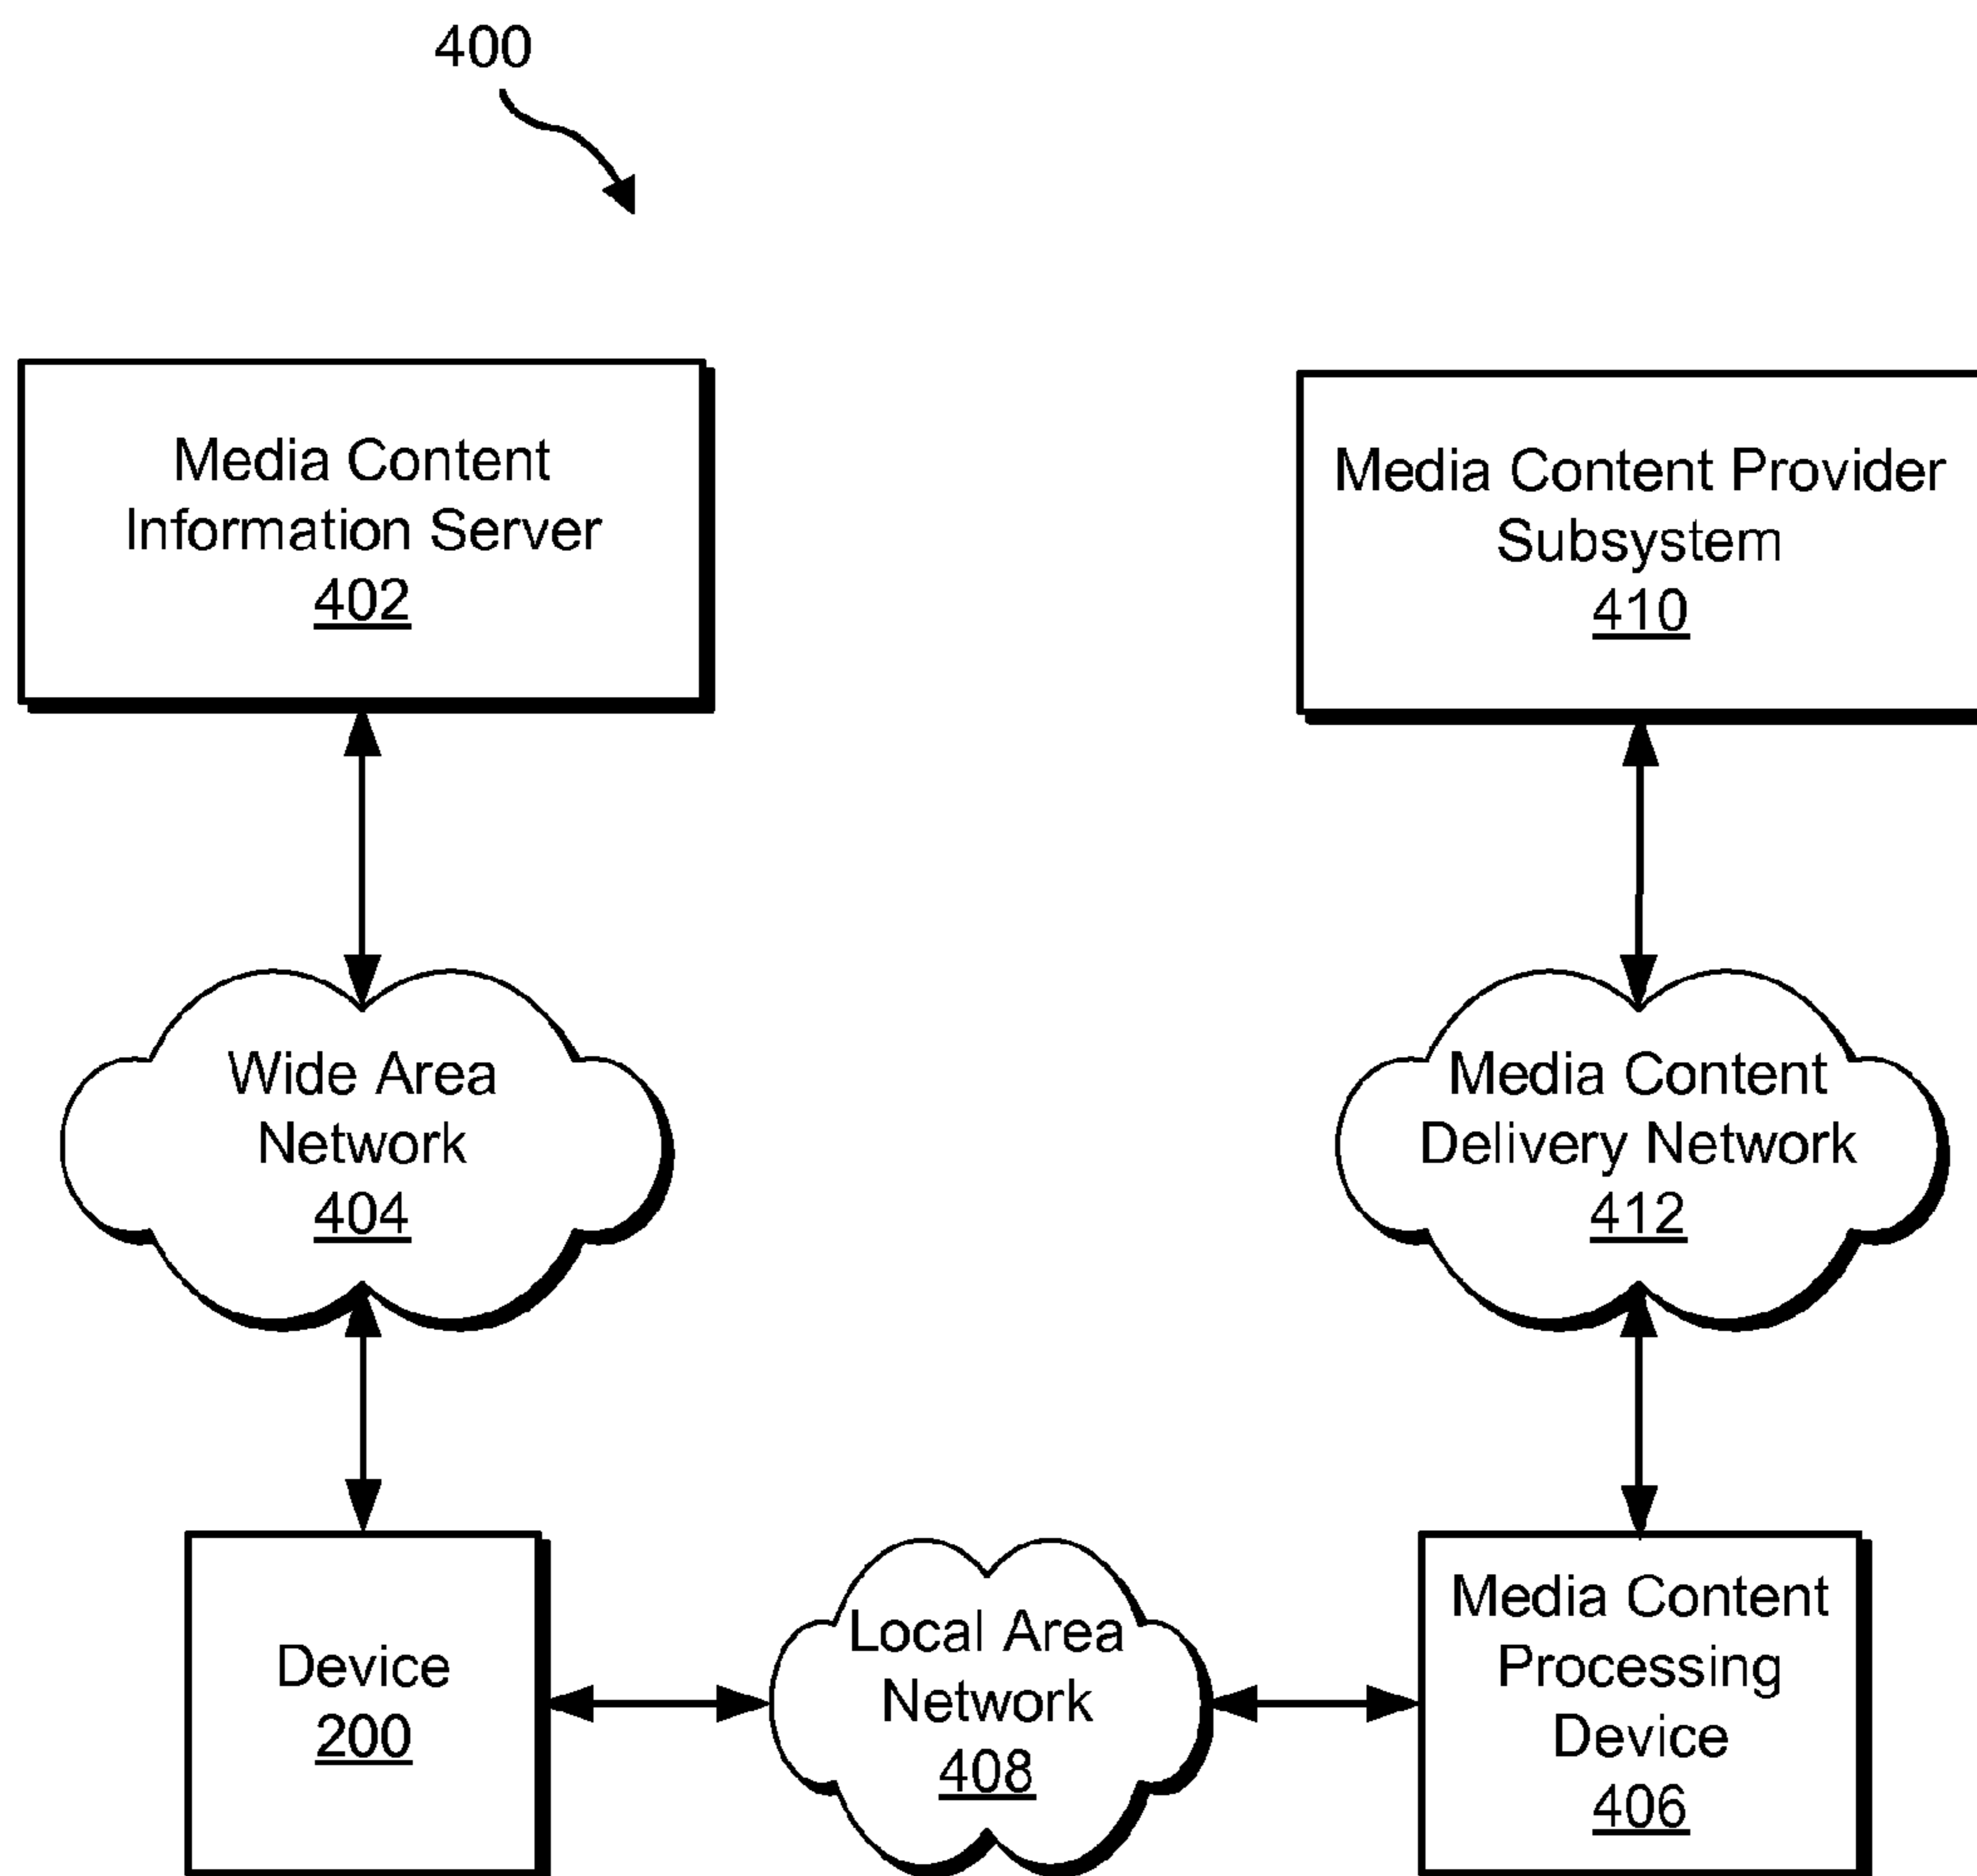 400
Media Content
Information Server
402
Media Content Provider
Subsystem
410
Wide Area
Network
404
Media Content
Delivery Network
412
Device
200
Local Area
Network
408
Media Content
Processing
Device
406